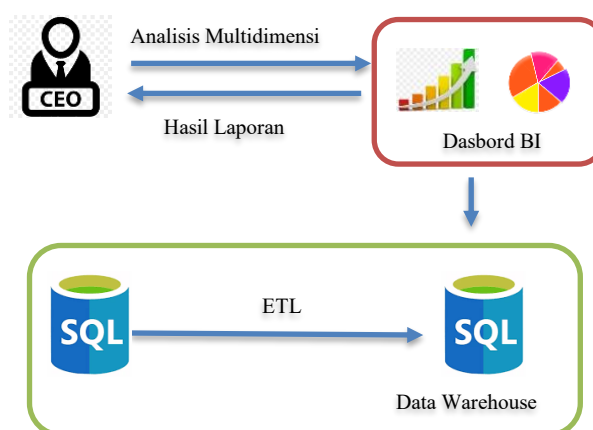 Analisis Multidimensi
CEO
Hasil Laporan
Dasbord BI
ETL
SQL
SQL
Data Warehouse